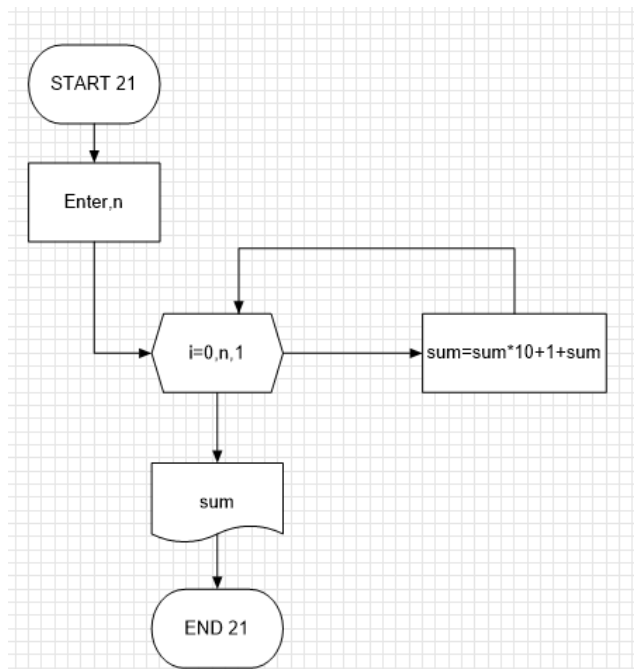 START 21
Enter,n
i=0,n,1
sum=sum*10+1+sum
sum
END 21